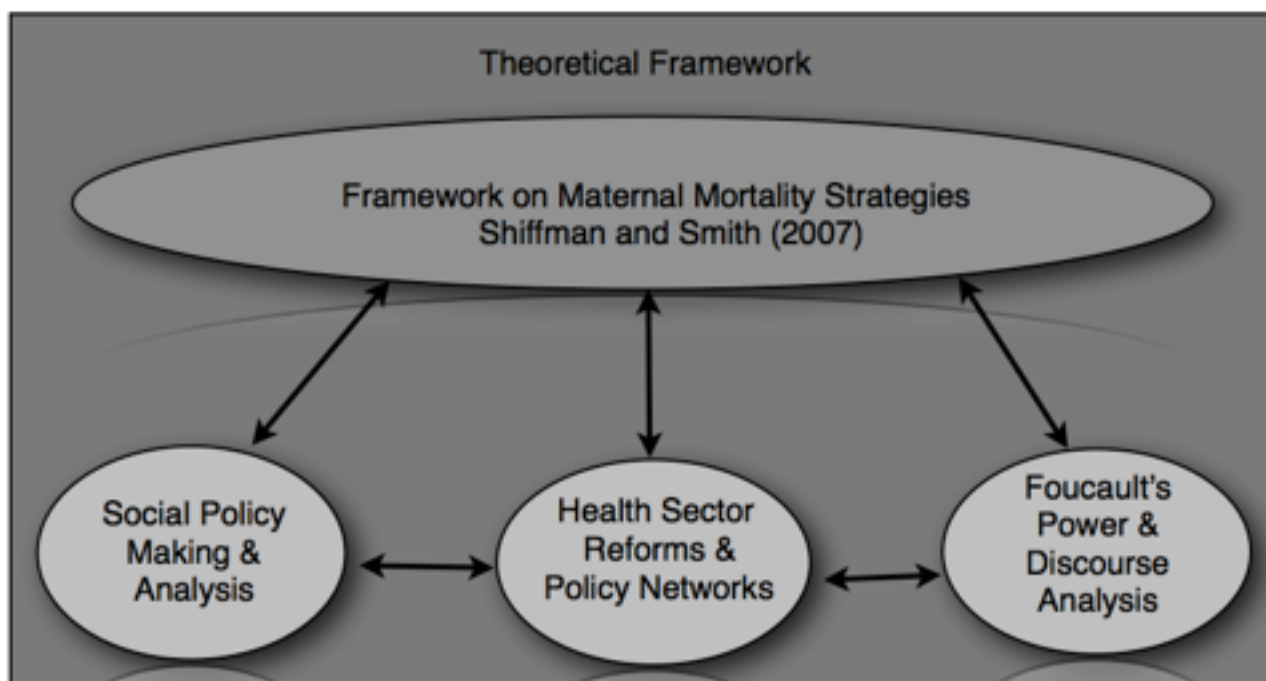 Theoretical Framework
Framework on Maternal Mortality Strategies
Shiffman and Smith (2007)
Social Policy
Making &
Analysis
Health Sector
Reforms &
Policy Networks
Foucault's
Power &
Discourse
Analysis